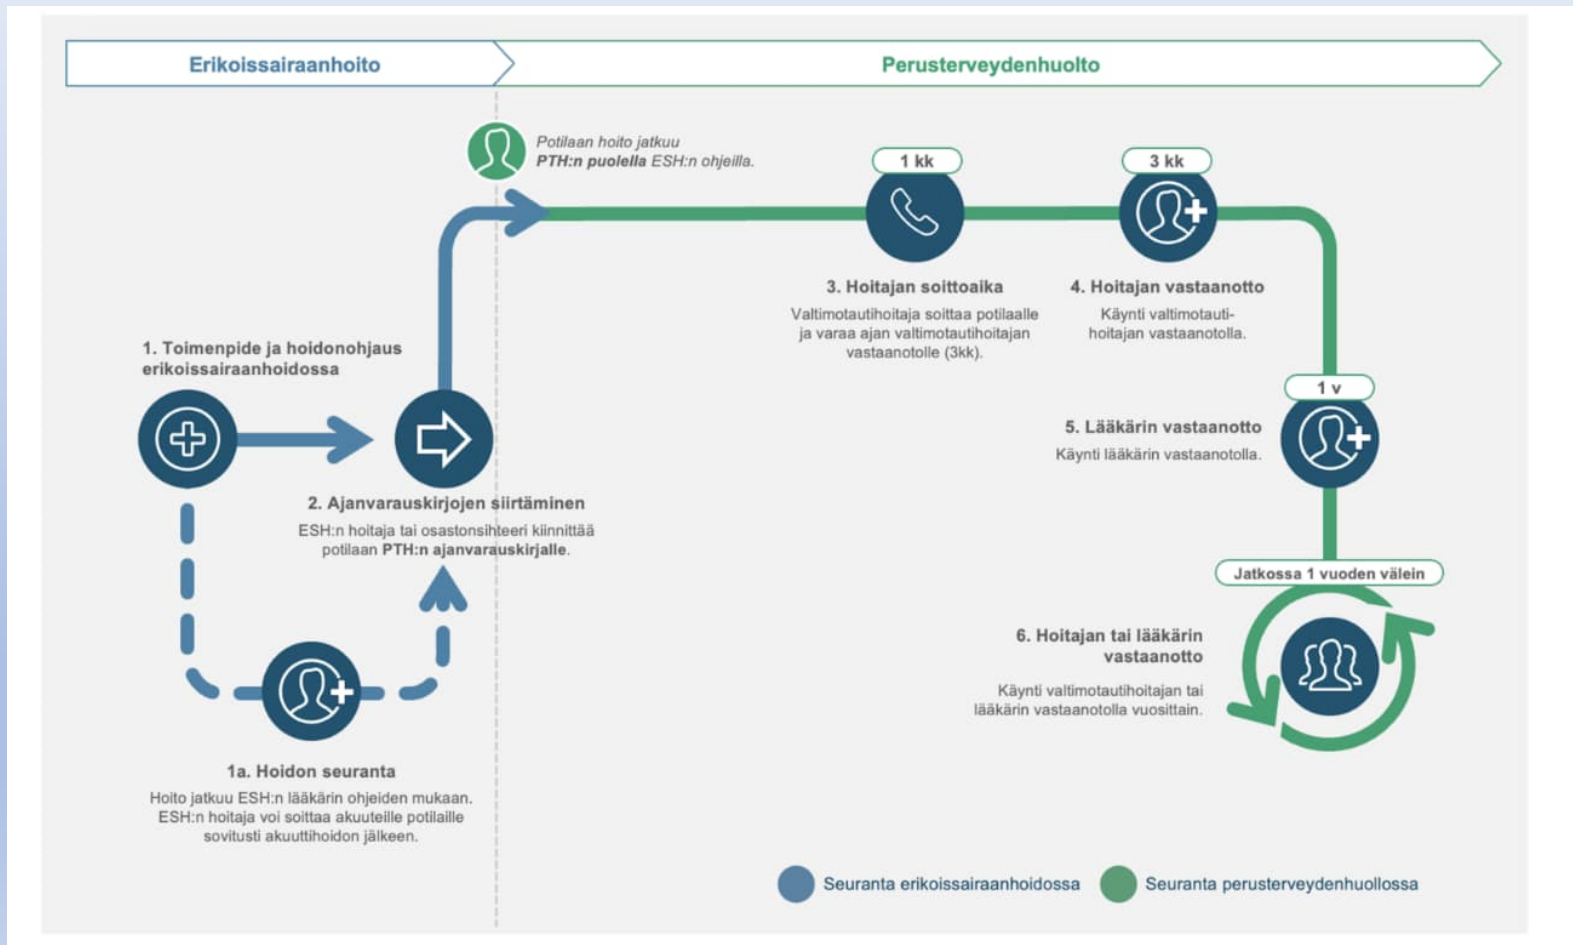 Erikoissairaanhoito
Perusterveydenhuolto
Potilaan hoito jatkuu
PTH:n puolella ESH:n ohjeilla.
1 kk
3 kk
3. Hoitajan soittoaika
Valtimotautihoitaja soittaa potilaalle
ja varaa ajan valtimotautihoitajan
vastaanotolle (3kk).
4. Hoitajan vastaanotto
Käynti valtimotauti-
hoitajan vastaanotolla.
1. Toimenpide ja hoidonohjaus
erikoissairaanhoidossa
1 v
5. Lääkärin vastaanotto
Käynti lääkärin vastaanotolla.
2. Ajanvarauskirjojen siirtäminen
ESH:n hoitaja tai osastonsihteeri kiinnittää
potilaan PTH:n ajanvarauskirjalle.
Jatkossa 1 vuoden välein
6. Hoitajan tai lääkärin
vastaanotto
Käynti valtimotautihoitajan tai
lääkärin vastaanotolla vuosittain.
1a. Hoidon seuranta
Hoito jatkuu ESH:n lääkärin ohjeiden mukaan.
ESH:n hoitaja voi soittaa akuuteille potilaille
sovitusti akuuttihoidon jälkeen.
Seuranta erikoissairaanhoidossa
Seuranta perusterveydenhuollossa